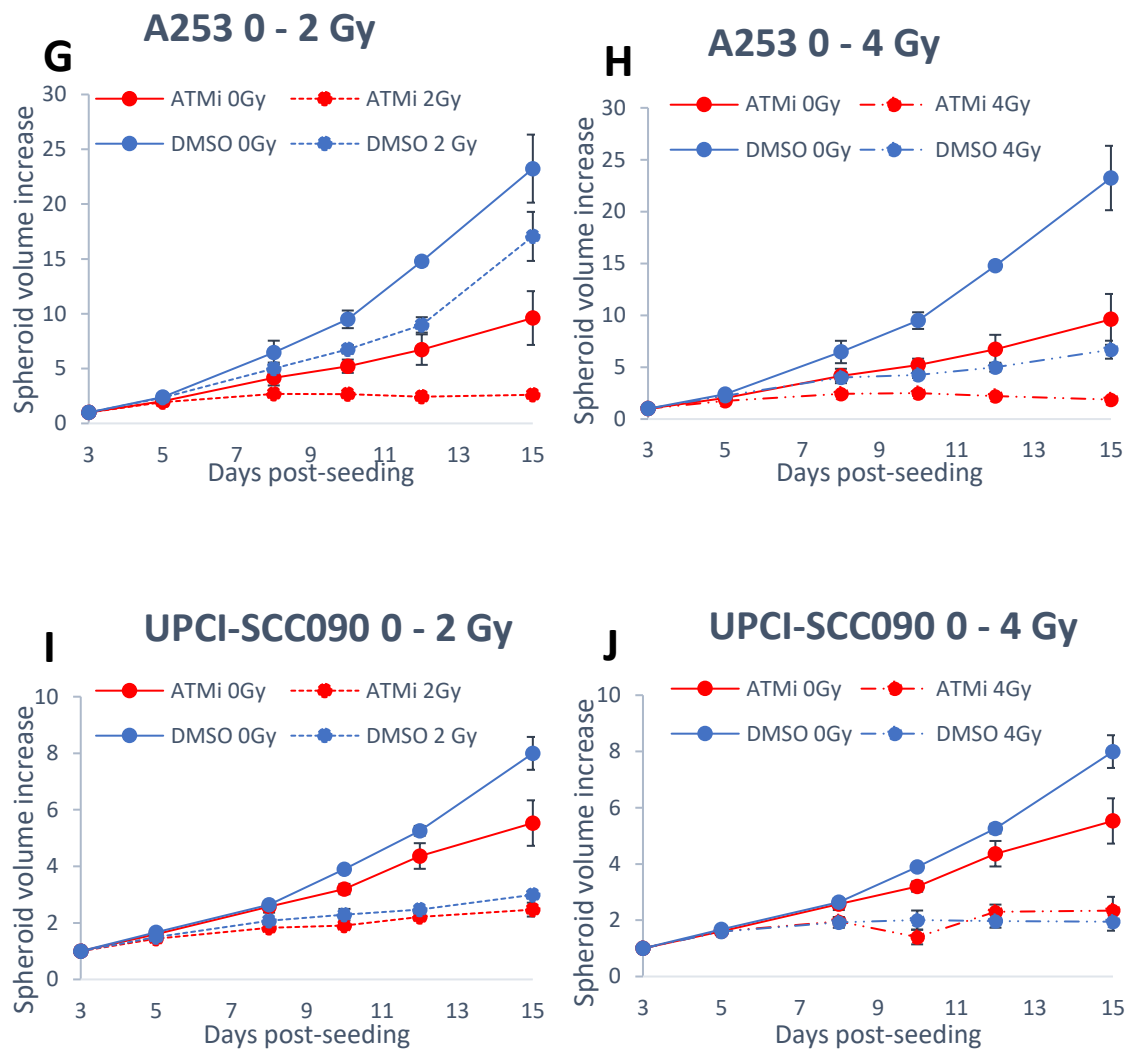 G
A253 0 - 2 Gy
ATMi 0Gy
ATMi 2Gy
DMSO 0Gy
DMSO 2 Gy
Spheroid volume increase
30
25
20
15
10
5
0
3 5 7 9 11 13 15
Days post-seeding
H
A253 0 - 4 Gy
ATMi 0Gy
ATMi 4Gy
DMSO 0Gy
DMSO 4Gy
Spheroid volume increase
30
25
20
15
10
5
0
3 5 7 9 11 13 15
Days post-seeding
I
UPCI-SCC090 0 - 2 Gy
ATMi 0Gy
ATMi 2Gy
DMSO 0Gy
DMSO 2 Gy
Spheroid volume increase
10
8
6
4
2
0
3 5 7 9 11 13 15
Days post-seeding
J
UPCI-SCC090 0 - 4 Gy
ATMi 0Gy
ATMi 4Gy
DMSO 0Gy
DMSO 4Gy
Spheroid volume increase
10
8
6
4
2
0
3 5 7 9 11 13 15
Days post-seeding